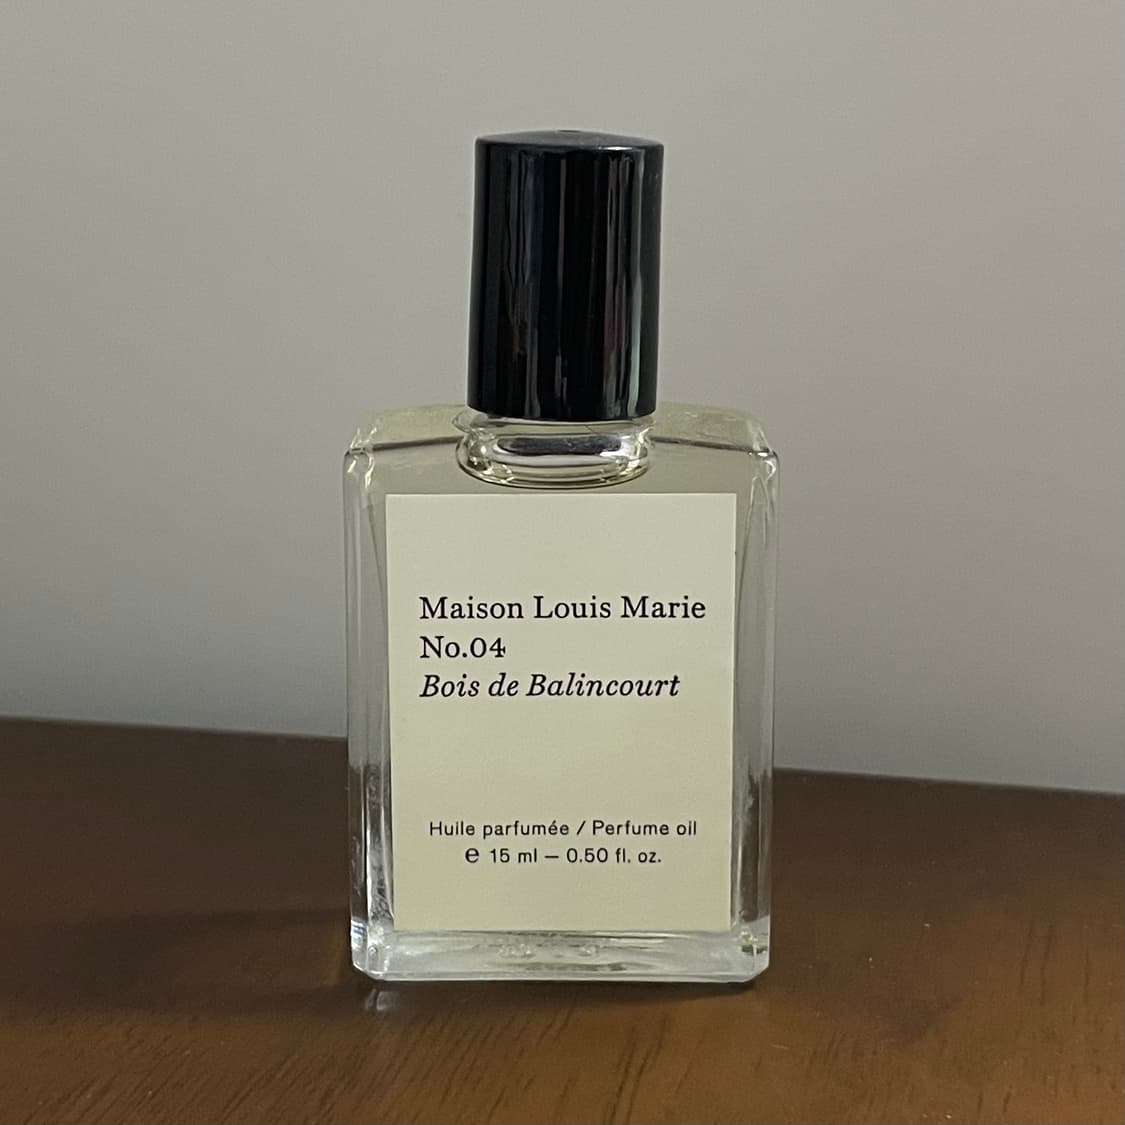 Maison Louis Marie
No.04
Bois de Balincourt
Huile parfumée / Perfume oil
℮ 15 ml — 0.50 fl. oz.